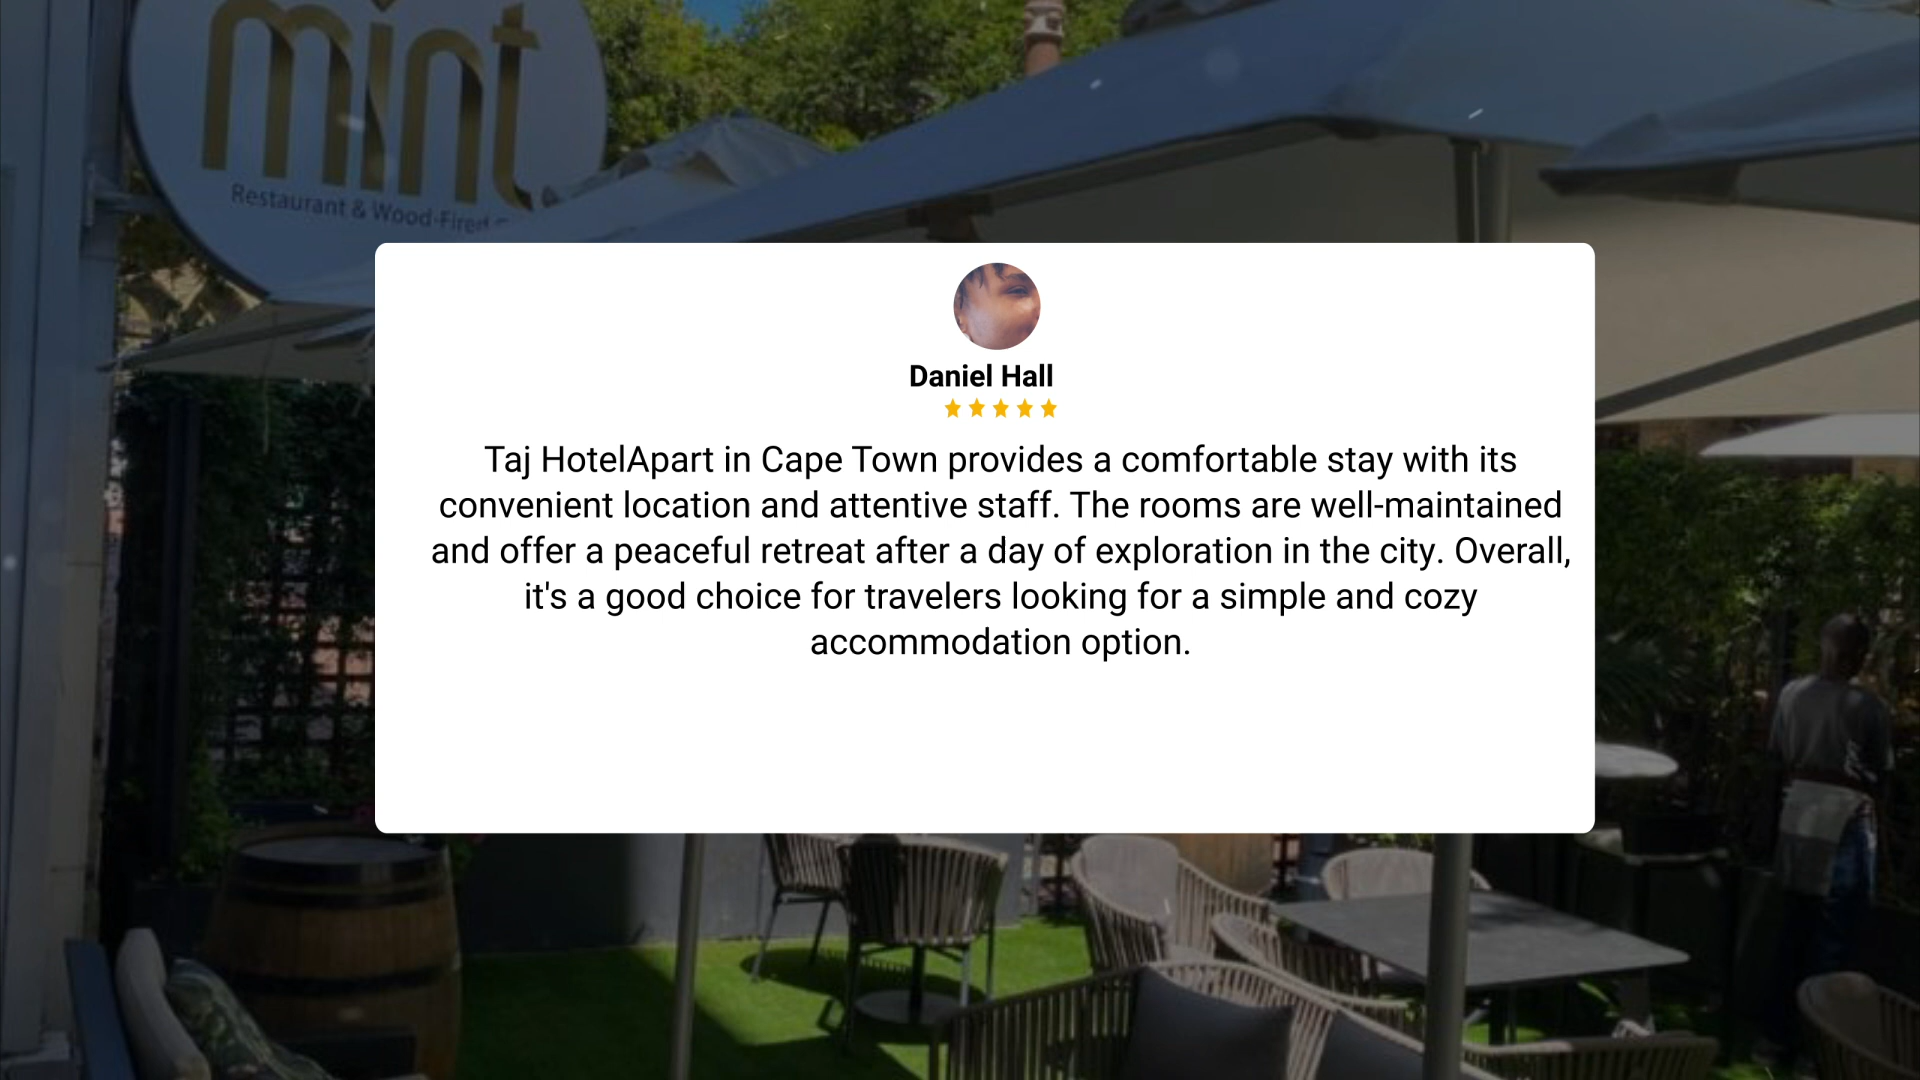 mint
Restaurant & Wood-Fired
Daniel Hall
Taj HotelApart in Cape Town provides a comfortable stay with its
convenient location and attentive staff. The rooms are well-maintained
and offer a peaceful retreat after a day of exploration in the city. Overall,
it's a good choice for travelers looking for a simple and cozy
accommodation option.